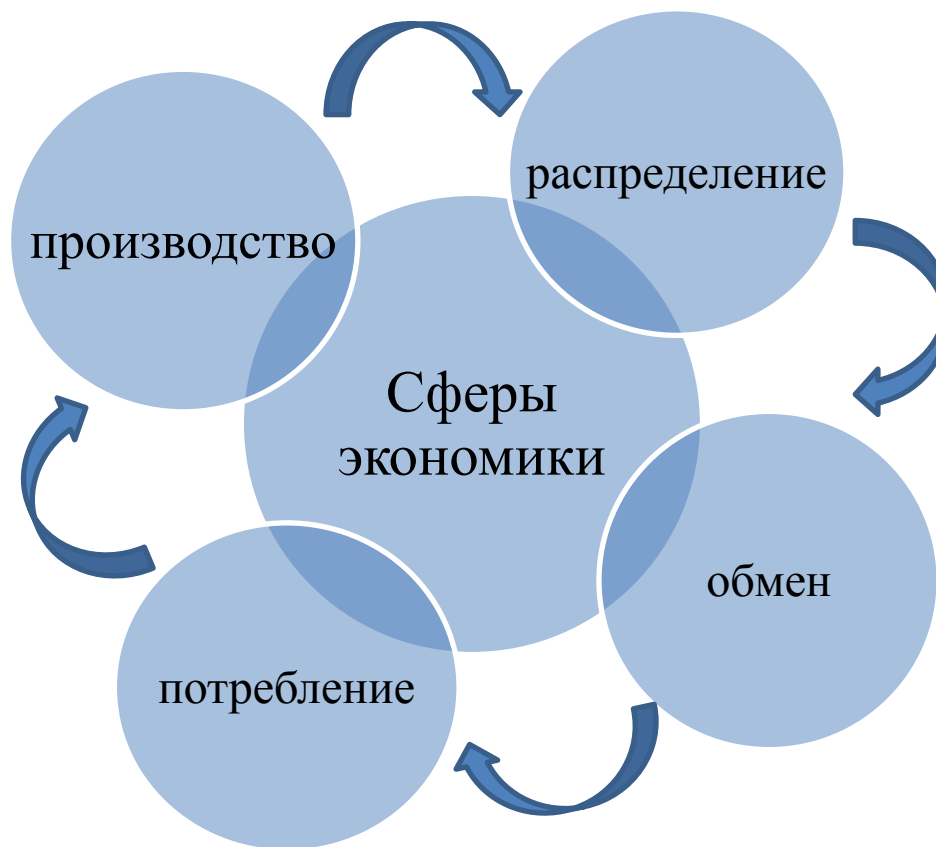 распределение
производство
Сферы
экономики
обмен
потребление